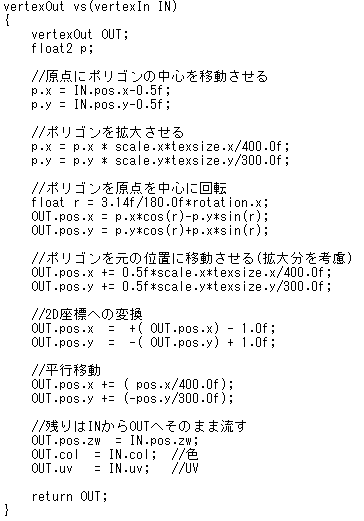 vertexOut vs(vertexIn IN)
{
    vertexOut OUT;
    float2 p;

    //原点にポリゴンの中心を移動させる
    p.x = IN.pos.x-0.5f;
    p.y = IN.pos.y-0.5f;

    //ポリゴンを拡大させる
    p.x = p.x * scale.x*texsize.x/400.0f;
    p.y = p.y * scale.y*texsize.y/300.0f;

    //ポリゴンを原点を中心に回転
    float r = 3.14f/180.0f*rotation.x;
    OUT.pos.x = p.x*cos(r)-p.y*sin(r);
    OUT.pos.y = p.y*cos(r)+p.x*sin(r);

    //ポリゴンを元の位置に移動させる(拡大分を考慮)
    OUT.pos.x += 0.5f*scale.x*texsize.x/400.0f;
    OUT.pos.y += 0.5f*scale.y*texsize.y/300.0f;

    //2D座標への変換
    OUT.pos.x  =  +( OUT.pos.x) - 1.0f;
    OUT.pos.y  =  -( OUT.pos.y) + 1.0f;

    //平行移動
    OUT.pos.x += ( pos.x/400.0f);
    OUT.pos.y += (-pos.y/300.0f);

    //残りはINからOUTへそのまま流す
    OUT.pos.zw  = IN.pos.zw;
    OUT.col  = IN.col;  //色
    OUT.uv   = IN.uv;   //UV

    return OUT;
}